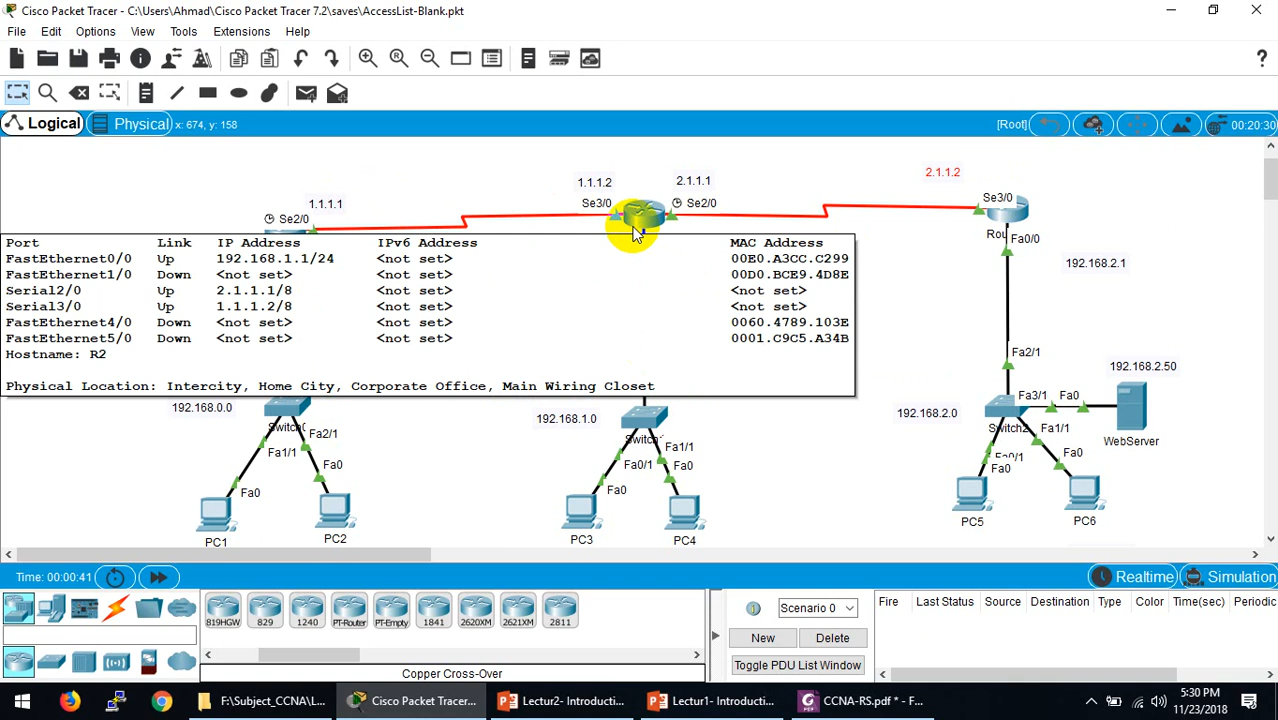 Cisco Packet Tracer - C:\Users\Ahmad\Cisco Packet Tracer 7.2\saves\AccessList-Blank.pkt
File Edit Options View Tools Extensions Help
Logical Physical x: 674, y: 158 [Root] 00:20:30
2.1.1.2
1.1.1.2 2.1.1.1
1.1.1.1 Se3/0 Se2/0 Se3/0
Se2/0
Fa0/0
192.168.2.1
Port Link IP Address IPv6 Address MAC Address
FastEthernet0/0 Up 192.168.1.1/24 <not set> 00E0.A3CC.C299
FastEthernet1/0 Down <not set> <not set> 00D0.BCE9.4D8E
Serial2/0 Up 2.1.1.1/8 <not set> <not set>
Serial3/0 Up 1.1.1.2/8 <not set> <not set>
FastEthernet4/0 Down <not set> <not set> 0060.4789.103E
FastEthernet5/0 Down <not set> <not set> 0001.C9C5.A34B
Hostname: R2
Physical Location: Intercity, Home City, Corporate Office, Main Wiring Closet
Fa2/1
192.168.2.50
Fa3/1 Fa0
192.168.0.0 192.168.1.0 192.168.2.0
Switch2
WebServer
Fa2/1 Fa1/1 Fa1/1
Fa1/1 Fa0/1 Fa0 Fa0/1 Fa0
Fa0 Fa0 Fa0 Fa0
PC1 PC2 PC3 PC4 PC5 PC6
Time: 00:00:41 Realtime Simulation
Scenario 0
Fire Last Status Source Destination Type Color Time(sec) Periodic
819HGW 829 1240 PT-Router PT-Empty 1841 2620XM 2621XM 2811
New Delete
Toggle PDU List Window
Copper Cross-Over
F:\Subject_CCNA\L... Cisco Packet Tracer... Lectur2- Introducti... Lectur1- Introducti... CCNA-RS.pdf * - F...
5:30 PM
11/23/2018